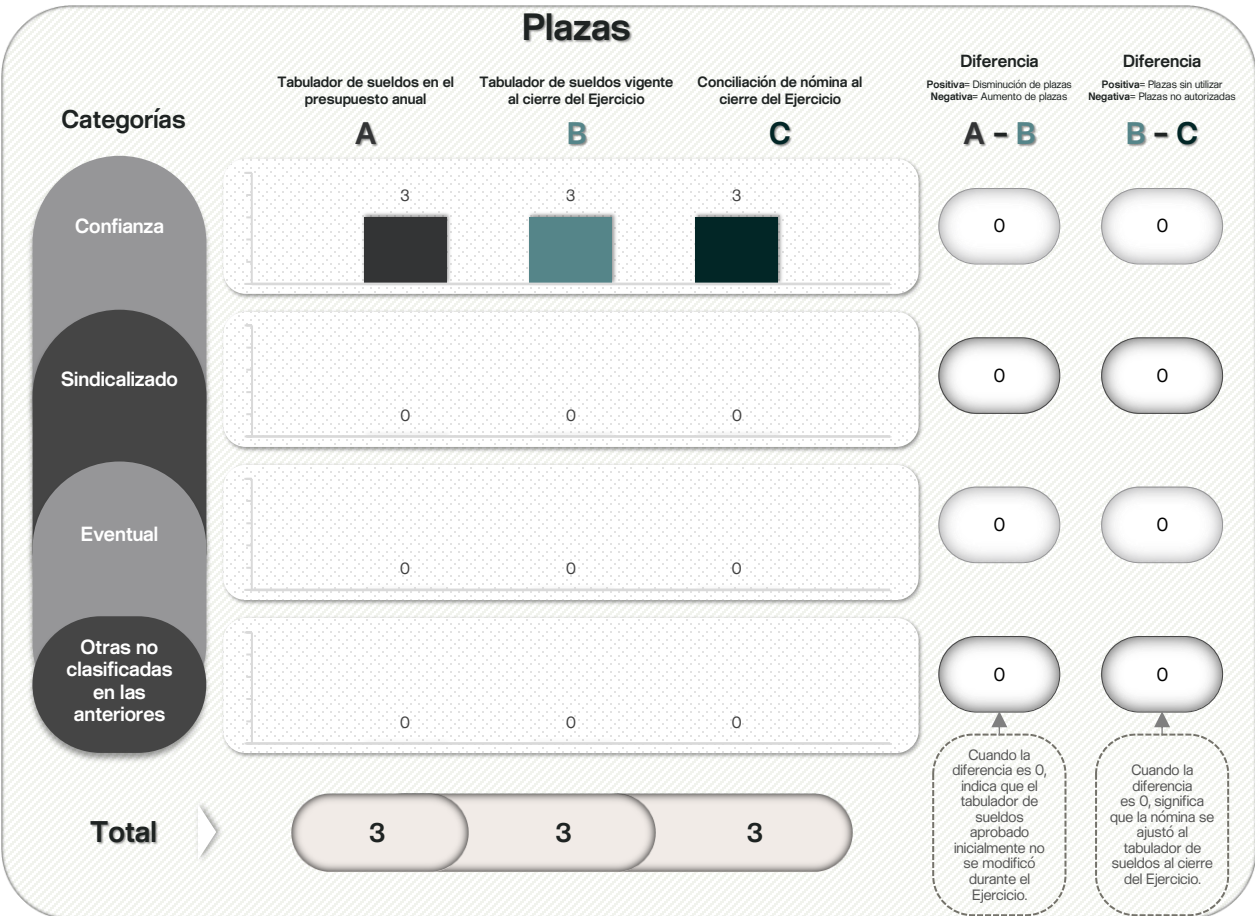 Plazas
Categorías
Tabulador de sueldos en el
presupuesto anual
A
Tabulador de sueldos vigente
al cierre del Ejercicio
B
Conciliación de nómina al
cierre del Ejercicio
C
Diferencia
Positiva= Disminución de plazas
Negativa= Aumento de plazas
A – B
Diferencia
Positiva= Plazas sin utilizar
Negativa= Plazas no autorizadas
B – C
Confianza
3 3 3
0 0
Sindicalizado
0 0 0
0 0
Eventual
0 0 0
0 0
Otras no
clasificadas
en las
anteriores
0 0 0
0 0
Total
3 3 3
Cuando la
diferencia es 0,
indica que el
tabulador de
sueldos
aprobado
inicialmente no
se modificó
durante el
Ejercicio.
Cuando la
diferencia
es 0, significa
que la nómina se
ajustó al
tabulador de
sueldos al cierre
del Ejercicio.